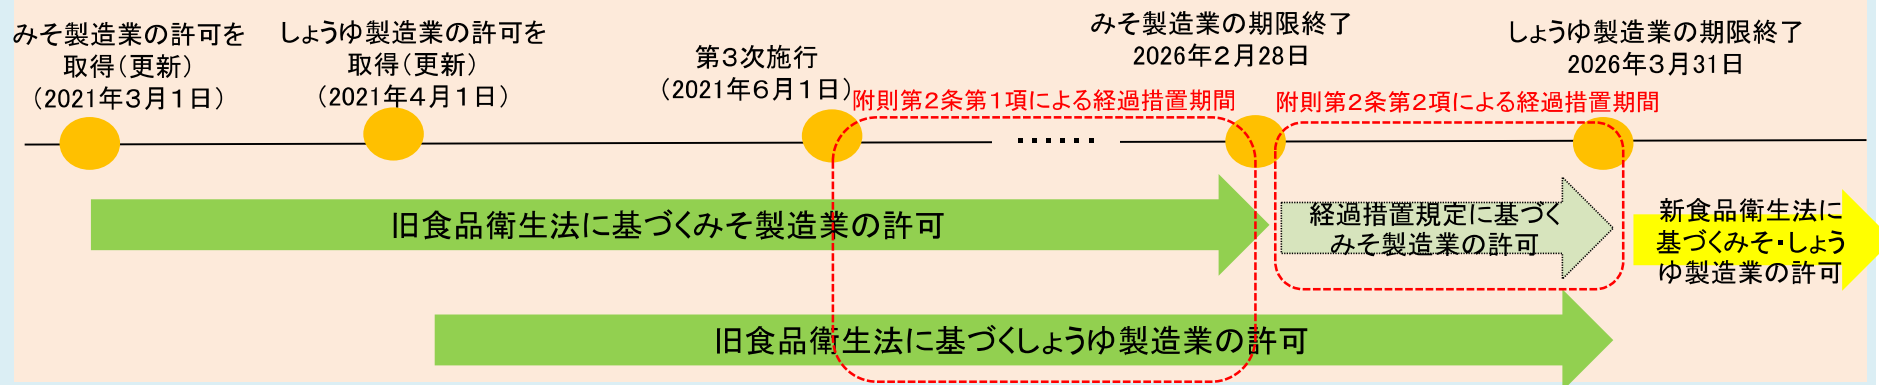 みそ製造業の許可を
取得（更新）
（2021年３月１日）
しょうゆ製造業の許可を
取得（更新）
（2021年４月１日）
第３次施行
（2021年６月１日）
みそ製造業の期限終了
2026年２月28日
しょうゆ製造業の期限終了
2026年３月31日
附則第２条第１項による経過措置期間
附則第２条第２項による経過措置期間
……
旧食品衛生法に基づくみそ製造業の許可
経過措置規定に基づく
みそ製造業の許可
新食品衛生法に
基づくみそ・しょう
ゆ製造業の許可
旧食品衛生法に基づくしょうゆ製造業の許可